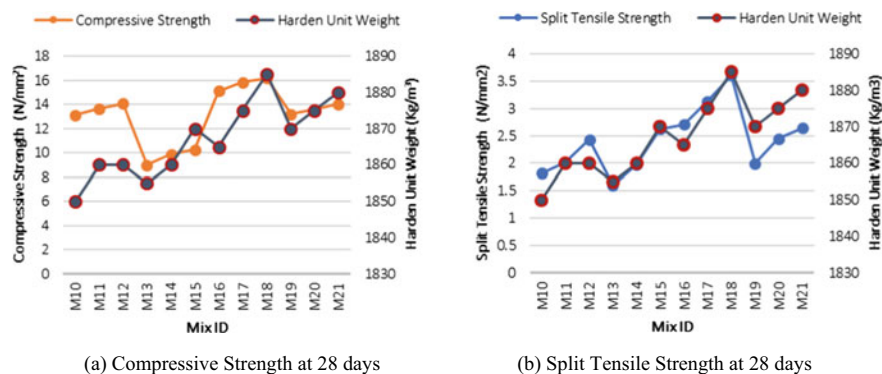 Compressive Strength Harden Unit Weight
18
16
14
12
10
8
6
4
2
0
Compressive Strength (N/mm²)
1890
1880
1870
1860
1850
1840
1830
Harden Unit Weight (Kg/m³)
M10 M11 M12 M13 M14 M15 M16 M17 M18 M19 M20 M21
Mix ID
(a) Compressive Strength at 28 days
Split Tensile Strength Harden Unit Weight
4
3.5
3
2.5
2
1.5
1
0.5
0
Split Tensile Strength (N/mm2)
1890
1880
1870
1860
1850
1840
1830
Harden Unit Weight (Kg/m3)
M10 M11 M12 M13 M14 M15 M16 M17 M18 M19 M20 M21
Mix ID
(b) Split Tensile Strength at 28 days